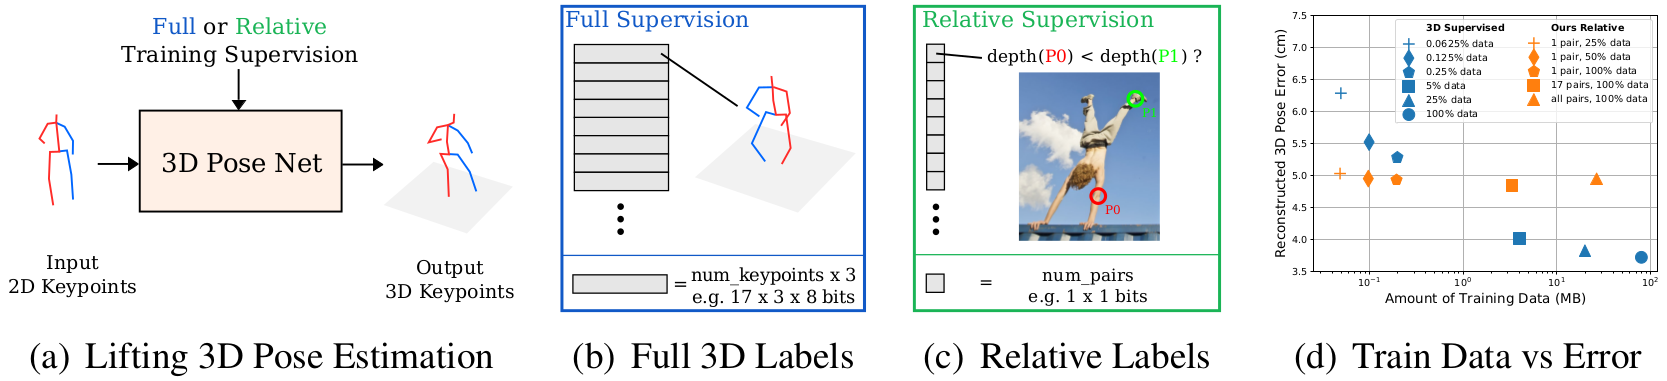 Full or Relative
Training Supervision
3D Pose Net
Input
2D Keypoints
Output
3D Keypoints
(a) Lifting 3D Pose Estimation
Full Supervision
= num_keypoints x 3
e.g. 17 x 3 x 8 bits
(b) Full 3D Labels
Relative Supervision
depth(P0) < depth(P1) ?
P1
P0
= num_pairs
e.g. 1 x 1 bits
(c) Relative Labels
Reconstructed 3D Pose Error (cm)
7.5
7.0
6.5
6.0
5.5
5.0
4.5
4.0
3.5
3D Supervised
0.0625% data
0.125% data
0.25% data
5% data
25% data
100% data
Ours Relative
1 pair, 25% data
1 pair, 50% data
1 pair, 100% data
17 pairs, 100% data
all pairs, 100% data
10⁻¹ 10⁰ 10¹ 10²
Amount of Training Data (MB)
(d) Train Data vs Error